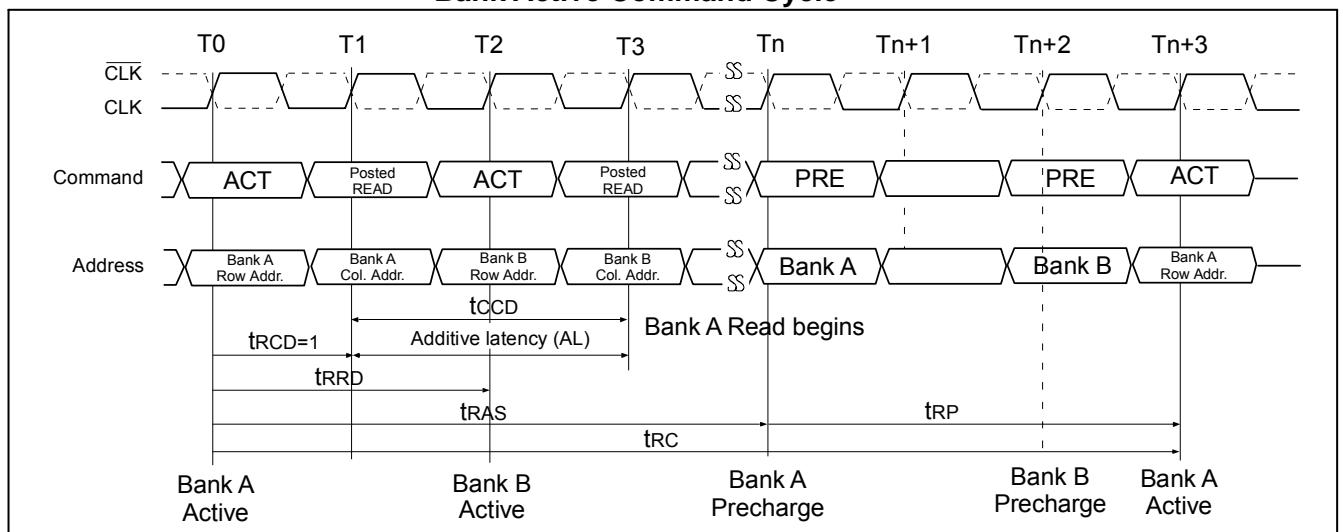 Bank Active Command Cycle
T0 T1 T2 T3 Tn Tn+1 Tn+2 Tn+3
CLK
CLK
Command
ACT
Posted
READ
ACT
Posted
READ
PRE
PRE
ACT
Address
Bank A
Row Addr.
Bank A
Col. Addr.
Bank B
Row Addr.
Bank B
Col. Addr.
Bank A
Bank B
Bank A
Row Addr.
tCCD
Bank A Read begins
tRCD=1
Additive latency (AL)
tRRD
tRAS
tRP
tRC
Bank A
Active
Bank B
Active
Bank A
Precharge
Bank B
Precharge
Bank A
Active